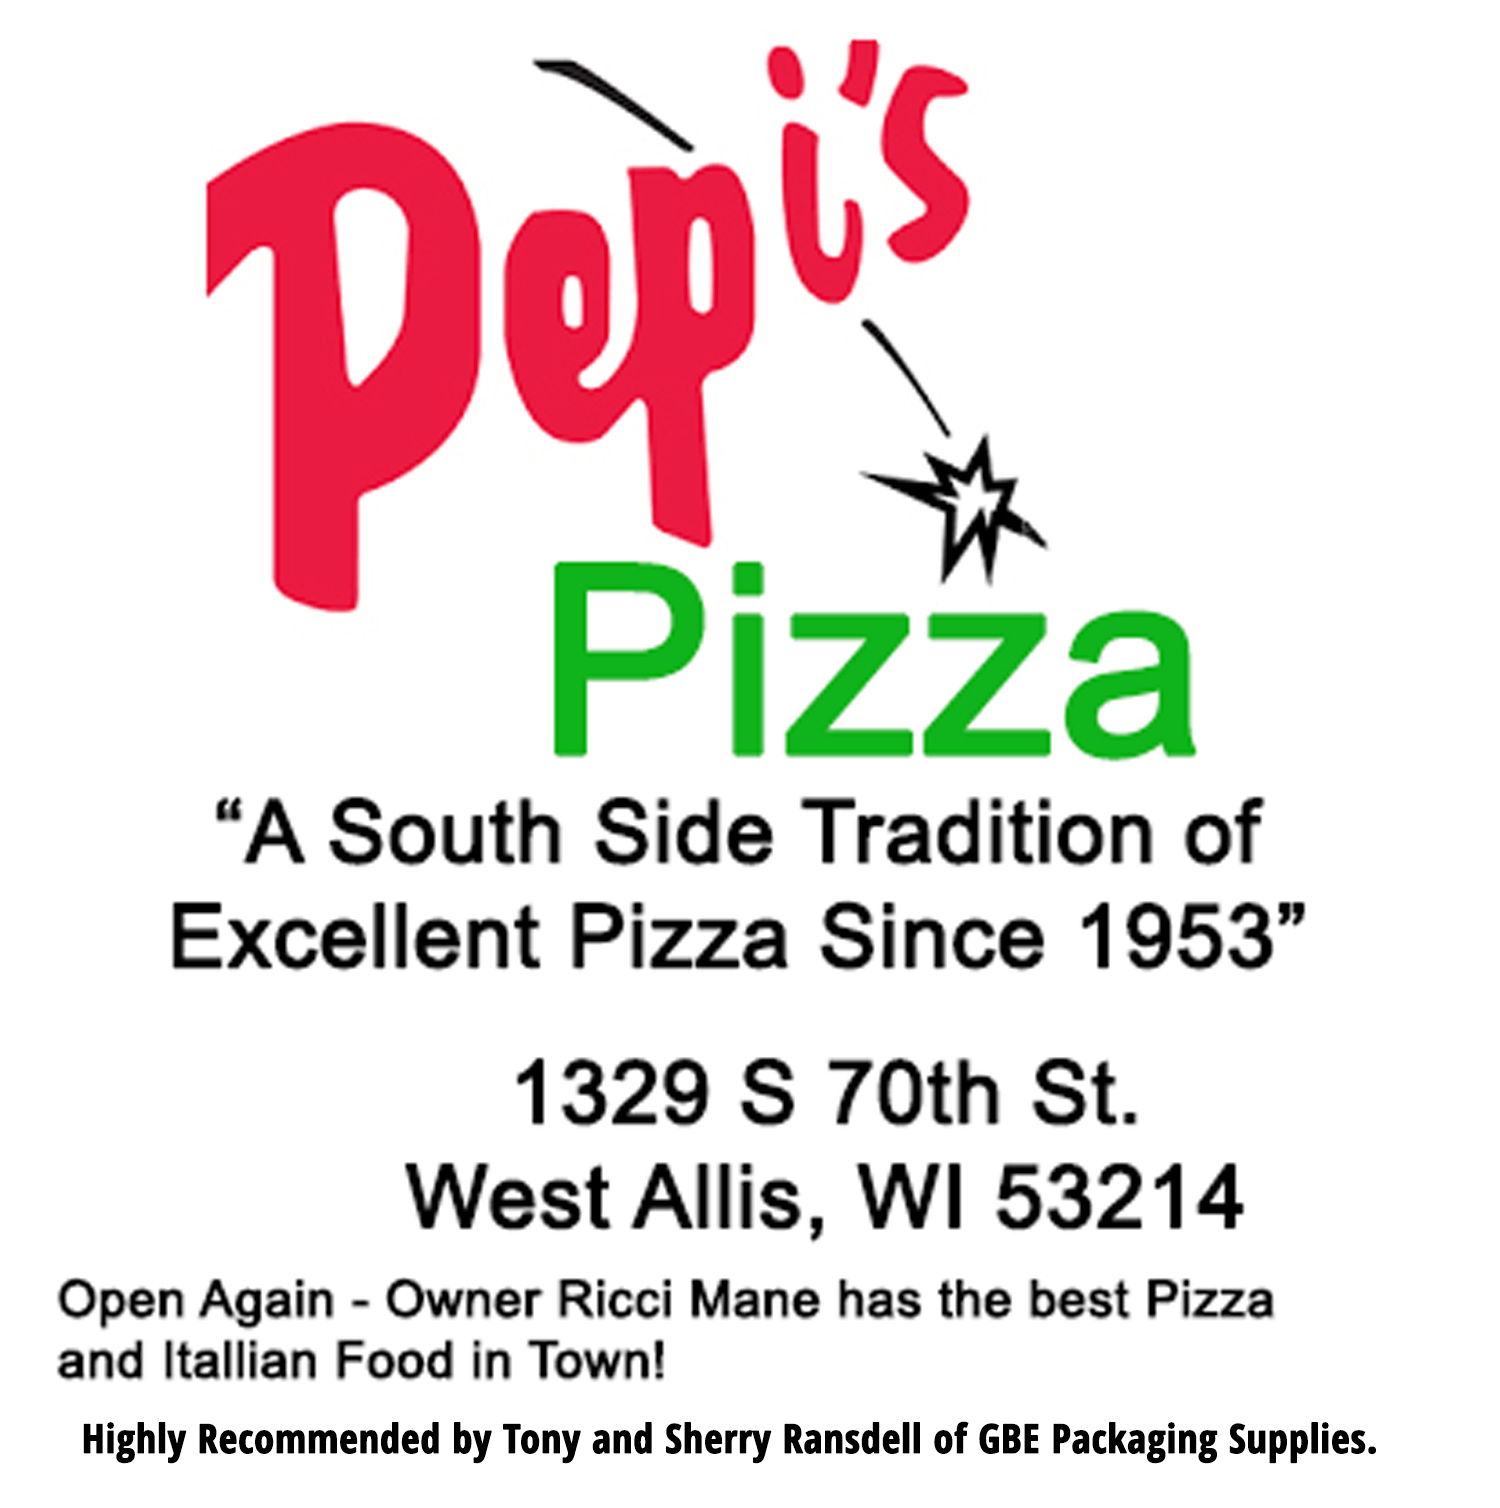 Pepi's
Pizza
“A South Side Tradition of
Excellent Pizza Since 1953”
1329 S 70th St.
West Allis, WI 53214
Open Again - Owner Ricci Mane has the best Pizza
and Itallian Food in Town!
Highly Recommended by Tony and Sherry Ransdell of GBE Packaging Supplies.